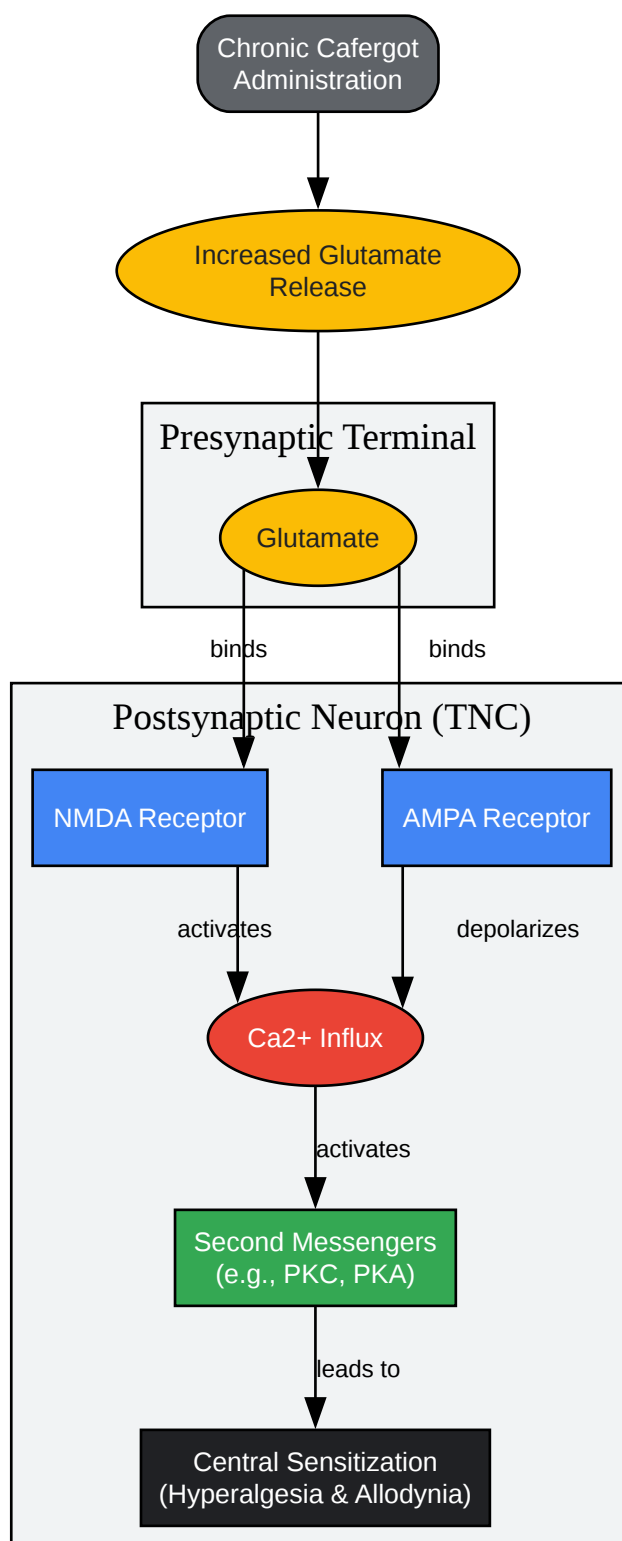 Chronic Cafergot
Administration
Increased Glutamate
Release
Presynaptic Terminal
Glutamate
binds
binds
Postsynaptic Neuron (TNC)
NMDA Receptor
AMPA Receptor
activates
depolarizes
Ca2+ Influx
activates
Second Messengers
(e.g., PKC, PKA)
leads to
Central Sensitization
(Hyperalgesia & Allodynia)